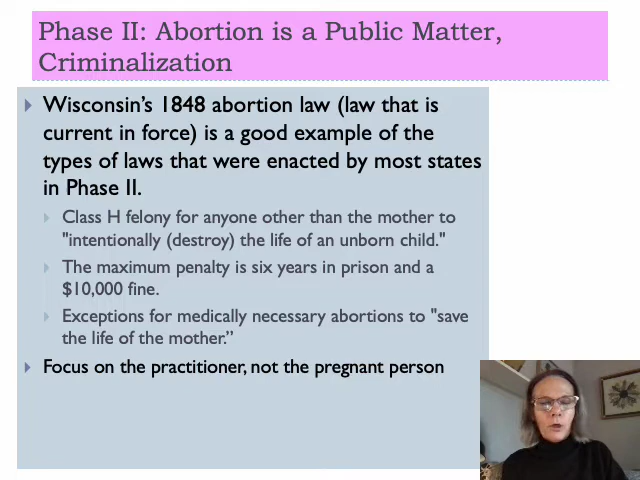 Phase II: Abortion is a Public Matter,
Criminalization
Wisconsin's 1848 abortion law (law that is
current in force) is a good example of the
types of laws that were enacted by most states
in Phase II.
Class H felony for anyone other than the mother to
"intentionally (destroy) the life of an unborn child."
The maximum penalty is six years in prison and a
$10,000 fine.
Exceptions for medically necessary abortions to "save
the life of the mother.”
Focus on the practitioner, not the pregnant person